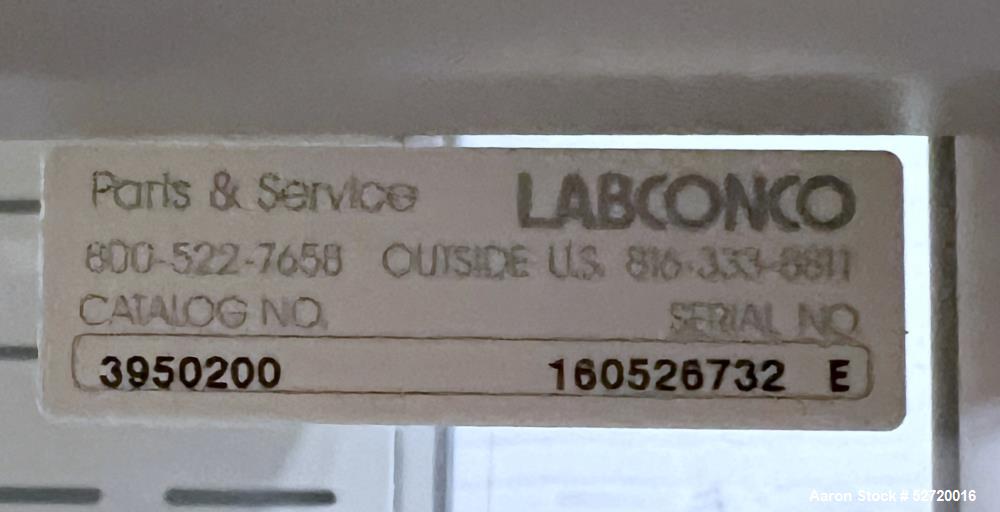 Parts & Service LABCONCO
800-522-7658 OUTSIDE U.S. 816-333-8811
CATALOG NO. SERIAL NO.
3950200 160526732 E
Aaron Stock # 52720016